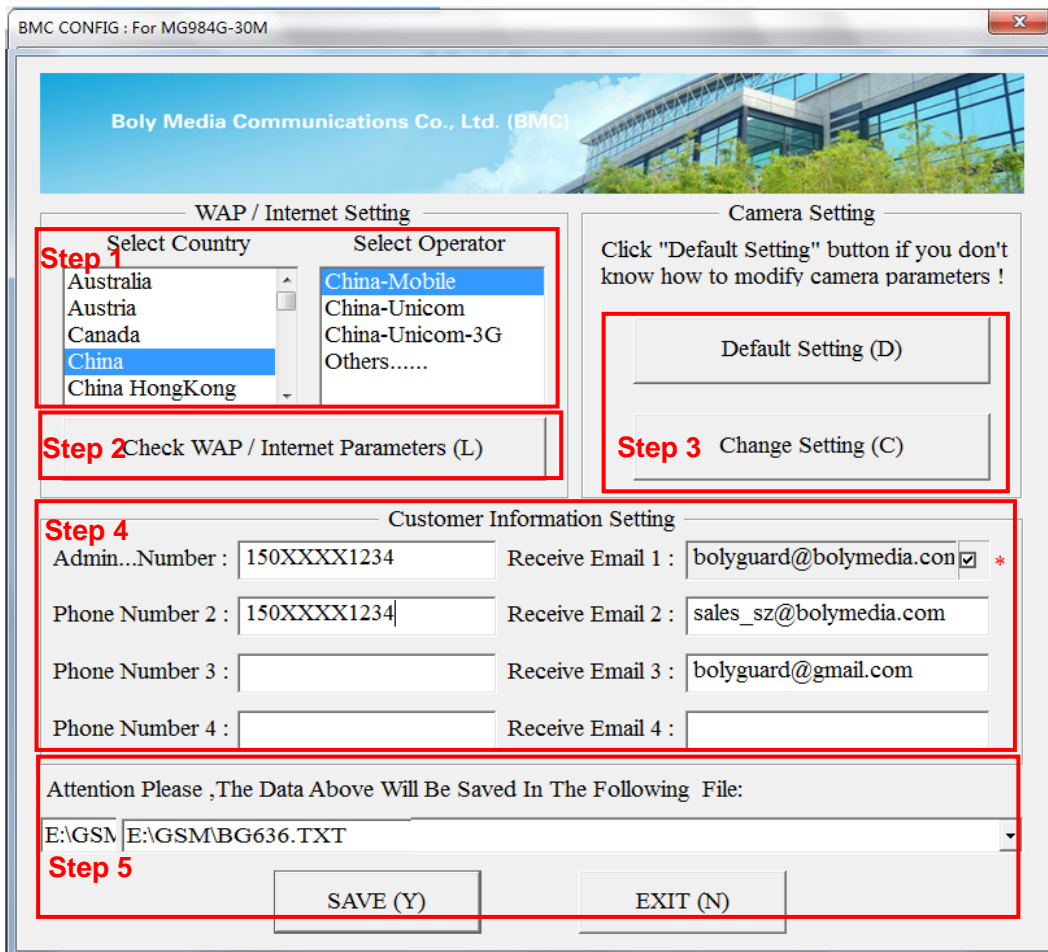 BMC CONFIG : For MG984G-30M
Boly Media Communications Co., Ltd. (BMC)
WAP / Internet Setting
Select Country
Select Operator
Step 1
Australia
Austria
Canada
China
China HongKong
China-Mobile
China-Unicom
China-Unicom-3G
Others......
Step 2
Check WAP / Internet Parameters (L)
Camera Setting
Click "Default Setting" button if you don't
know how to modify camera parameters !
Default Setting (D)
Step 3
Change Setting (C)
Customer Information Setting
Step 4
Admin...Number : 150XXXX1234
Receive Email 1 : bolyguard@bolymedia.con *
Phone Number 2 : 150XXXX1234
Receive Email 2 : sales_sz@bolymedia.com
Phone Number 3 :
Receive Email 3 : bolyguard@gmail.com
Phone Number 4 :
Receive Email 4 :
Attention Please ,The Data Above Will Be Saved In The Following File:
E:\GSM E:\GSM\BG636.TXT
Step 5
SAVE (Y)
EXIT (N)